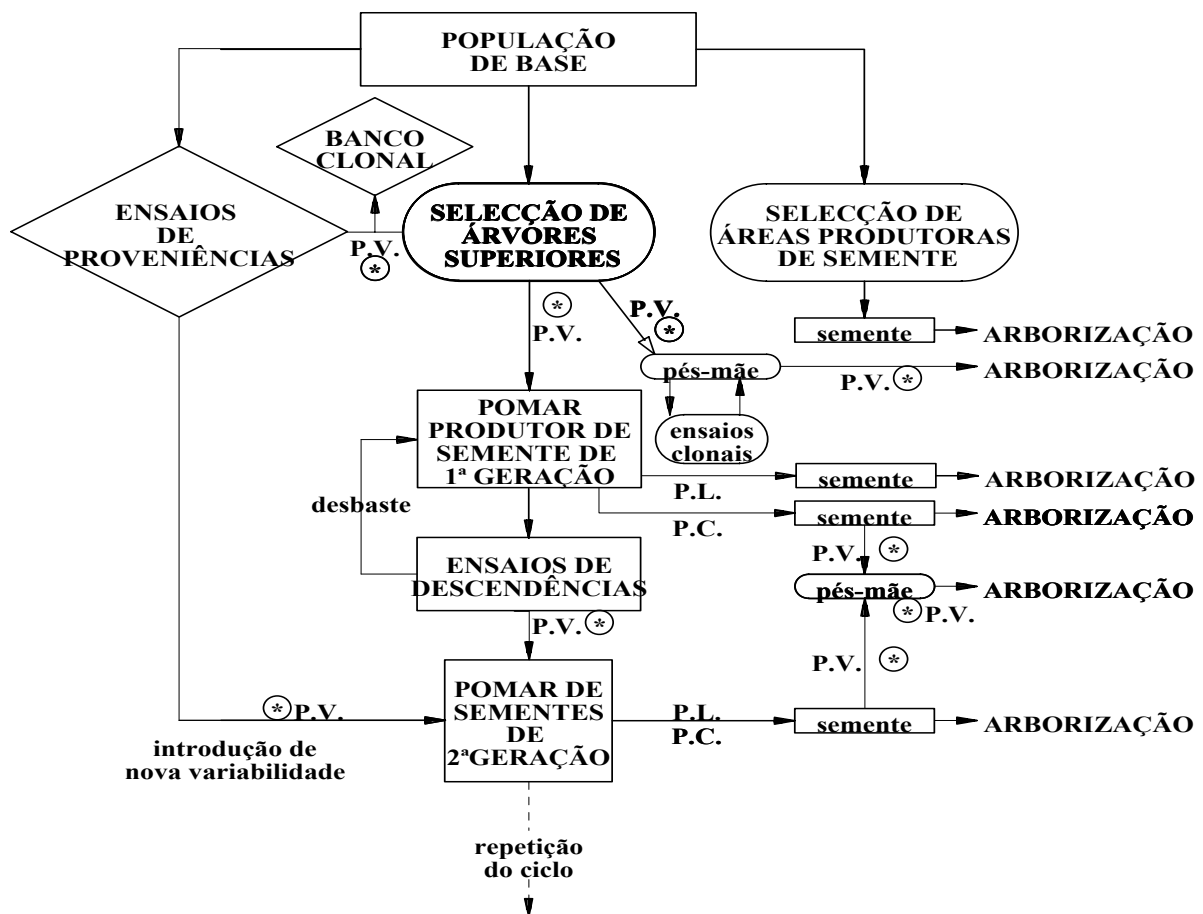 POPULAÇÃO
DE BASE
BANCO
CLONAL
ENSAIOS
DE
PROVENIÊNCIAS
P.V.
*
SELECÇÃO DE
ÁRVORES
SUPERIORES
SELECÇÃO DE
ÁREAS PRODUTORAS
DE SEMENTE
*
P.V.
P.V.
*
semente
ARBORIZAÇÃO
pés-mãe
P.V. *
ARBORIZAÇÃO
ensaios
clonais
POMAR
PRODUTOR DE
SEMENTE DE
1ª GERAÇÃO
P.L.
semente
ARBORIZAÇÃO
desbaste
P.C.
semente
ARBORIZAÇÃO
P.V. *
ENSAIOS DE
DESCENDÊNCIAS
pés-mãe
ARBORIZAÇÃO
* P.V.
P.V. *
P.V. *
POMAR DE
SEMENTES
DE
2ªGERAÇÃO
* P.V.
introdução de
nova variabilidade
P.L.
P.C.
semente
ARBORIZAÇÃO
repetição
do ciclo